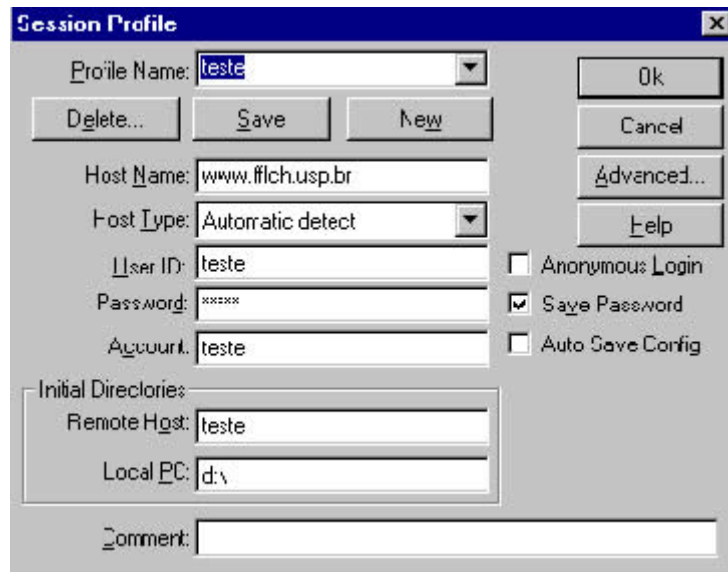 Session Profile
Profile Name: teste
Ok
Delete... Save New
Cancel
Host Name: www.fflch.usp.br
Advanced...
Host Type: Automatic detect
Help
User ID: teste
Anonymous Login
Password: *****
Save Password
Account: teste
Auto Save Config
Initial Directories
Remote Host: teste
Local PC: d:\
Comment: